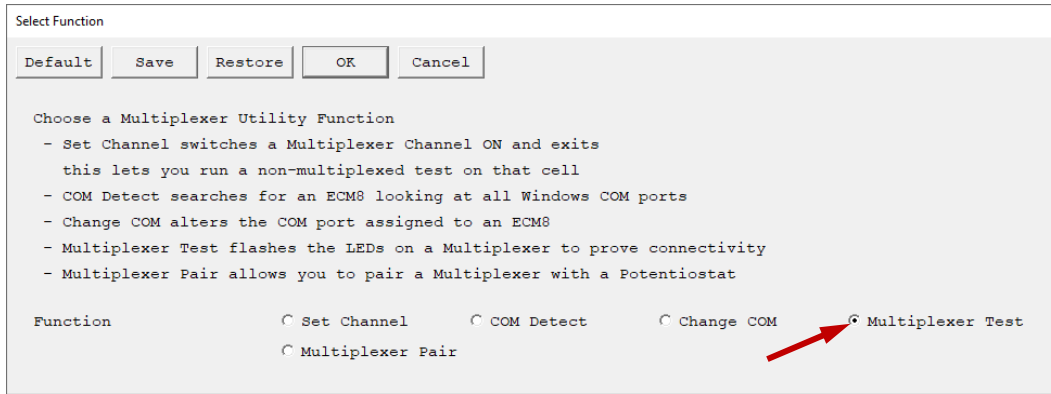 Select Function
Default Save Restore OK Cancel
Choose a Multiplexer Utility Function
- Set Channel switches a Multiplexer Channel ON and exits
this lets you run a non-multiplexed test on that cell
- COM Detect searches for an ECM8 looking at all Windows COM ports
- Change COM alters the COM port assigned to an ECM8
- Multiplexer Test flashes the LEDs on a Multiplexer to prove connectivity
- Multiplexer Pair allows you to pair a Multiplexer with a Potentiostat
Function Set Channel COM Detect Change COM Multiplexer Test
Multiplexer Pair